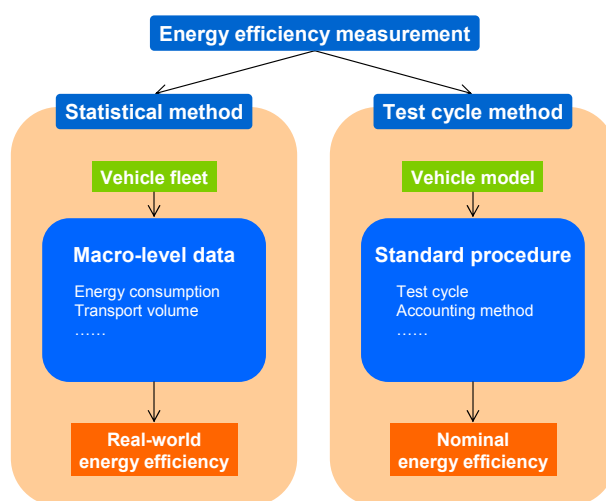 Energy efficiency measurement
Statistical method
Vehicle fleet
Macro-level data
Energy consumption
Transport volume
......
Real-world
energy efficiency
Test cycle method
Vehicle model
Standard procedure
Test cycle
Accounting method
......
Nominal
energy efficiency